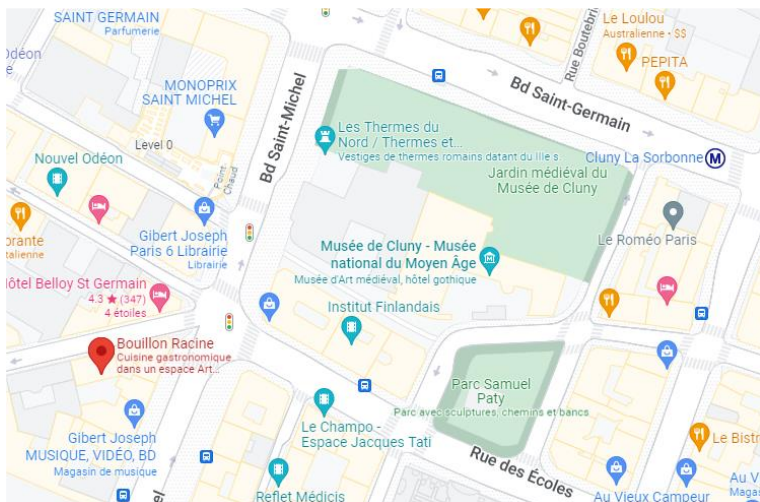 SAINT GERMAIN
Parfumerie
Odéon
MONOPRIX
SAINT MICHEL
Level 0
Point-
Chaud
Nouvel Odéon
Gibert Joseph
Paris 6 Librairie
Librairie
orante
italienne
Hôtel Belloy St Germain
4.3 ★ (347)
4 étoiles
Bouillon Racine
Cuisine gastronomique
dans un espace Art...
Gibert Joseph
MUSIQUE, VIDÉO, BD
Magasin de musique
Bd Saint-Michel
Les Thermes du
Nord / Thermes et...
Vestiges de thermes romains datant du IIIe s.
Jardin médiéval du
Musée de Cluny
Musée de Cluny - Musée
national du Moyen Âge
Musée d'Art médiéval, hôtel gothique
Institut Finlandais
Le Champo -
Espace Jacques Tati
Reflet Médicis
Parc Samuel
Paty
Parc avec sculptures, chemins et bancs
Rue des Écoles
Bd Saint-Germain
Rue Boutebrie
Le Loulou
Australienne · $$
PEPITA
Cluny La Sorbonne
M
Le Roméo Paris
Le Bistr
Au Vieux Campeur
Au V
Maga